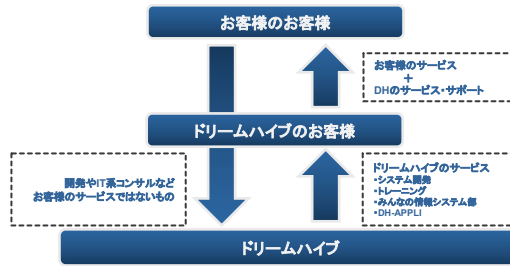 お客様のお客様
お客様のサービス
＋
DHのサービス・サポート
ドリームハイブのお客様
開発やIT系コンサルなど
お客様のサービスではないもの
ドリームハイブのサービス
・システム開発
・トレーニング
・みんなの情報システム部
・DH-APPLI
ドリームハイブ